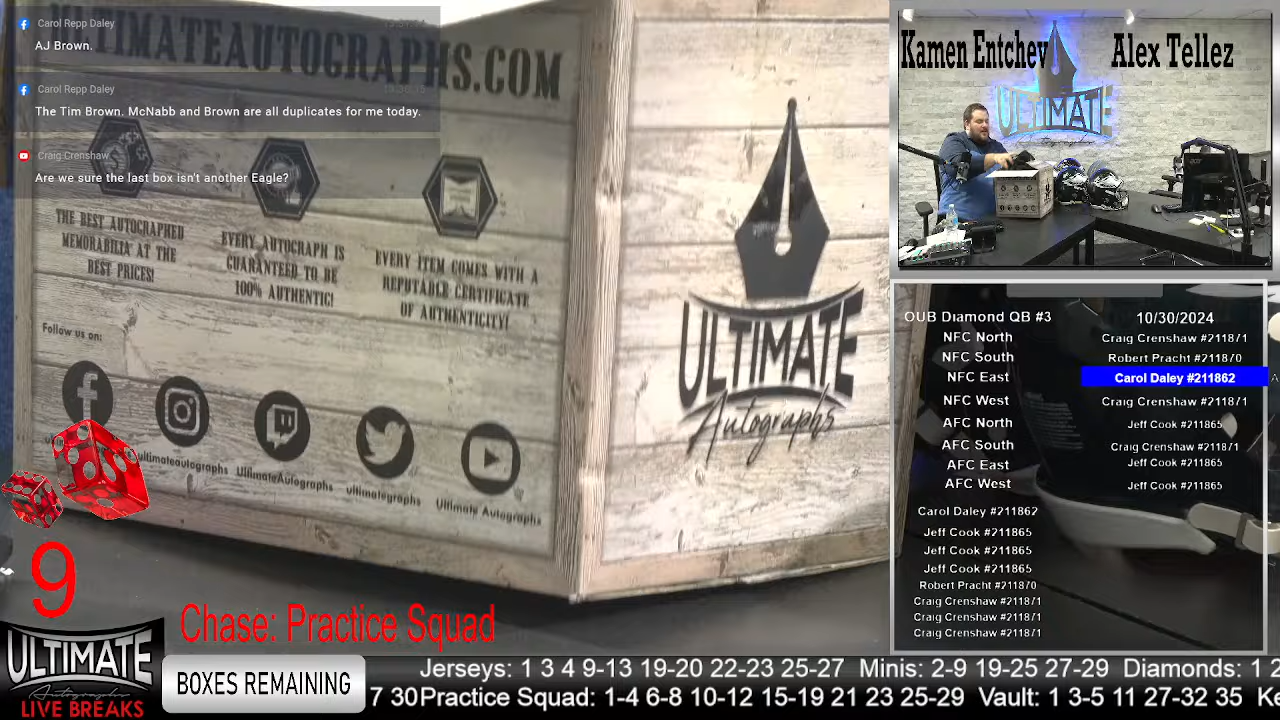 Carol Repp Daley
AJ Brown.
Carol Repp Daley
The Tim Brown. McNabb and Brown are all duplicates for me today.
Craig Crenshaw
Are we sure the last box isn't another Eagle?
ULTIMATEAUTOGRAPHS.COM
THE BEST AUTOGRAPHED
MEMORABILIA AT THE
BEST PRICES!
EVERY AUTOGRAPH IS
GUARANTEED TO BE
100% AUTHENTIC!
EVERY ITEM COMES WITH A
REPUTABLE CERTIFICATE
OF AUTHENTICITY!
Follow us on:
ultimateautographs
UltimateAutographs
ultimategraphs
Ultimate Autographs
ULTIMATE
Autographs
Kamen Entchev
Alex Tellez
ULTIMATE
Autographs
acer
OUB Diamond QB #3
10/30/2024
NFC North
Craig Crenshaw #211871
NFC South
Robert Pracht #211870
NFC East
Carol Daley #211862
NFC West
Craig Crenshaw #211871
AFC North
Jeff Cook #211865
AFC South
Craig Crenshaw #211871
AFC East
Jeff Cook #211865
AFC West
Jeff Cook #211865
Carol Daley #211862
Jeff Cook #211865
Jeff Cook #211865
Jeff Cook #211865
Robert Pracht #211870
Craig Crenshaw #211871
Craig Crenshaw #211871
Craig Crenshaw #211871
9
Chase: Practice Squad
ULTIMATE
Autographs
LIVE BREAKS
BOXES REMAINING
Jerseys: 1 3 4 9-13 19-20 22-23 25-27 Minis: 2-9 19-25 27-29 Diamonds: 1 2
7 30Practice Squad: 1-4 6-8 10-12 15-19 21 23 25-29 Vault: 1 3-5 11 27-32 35 Ke